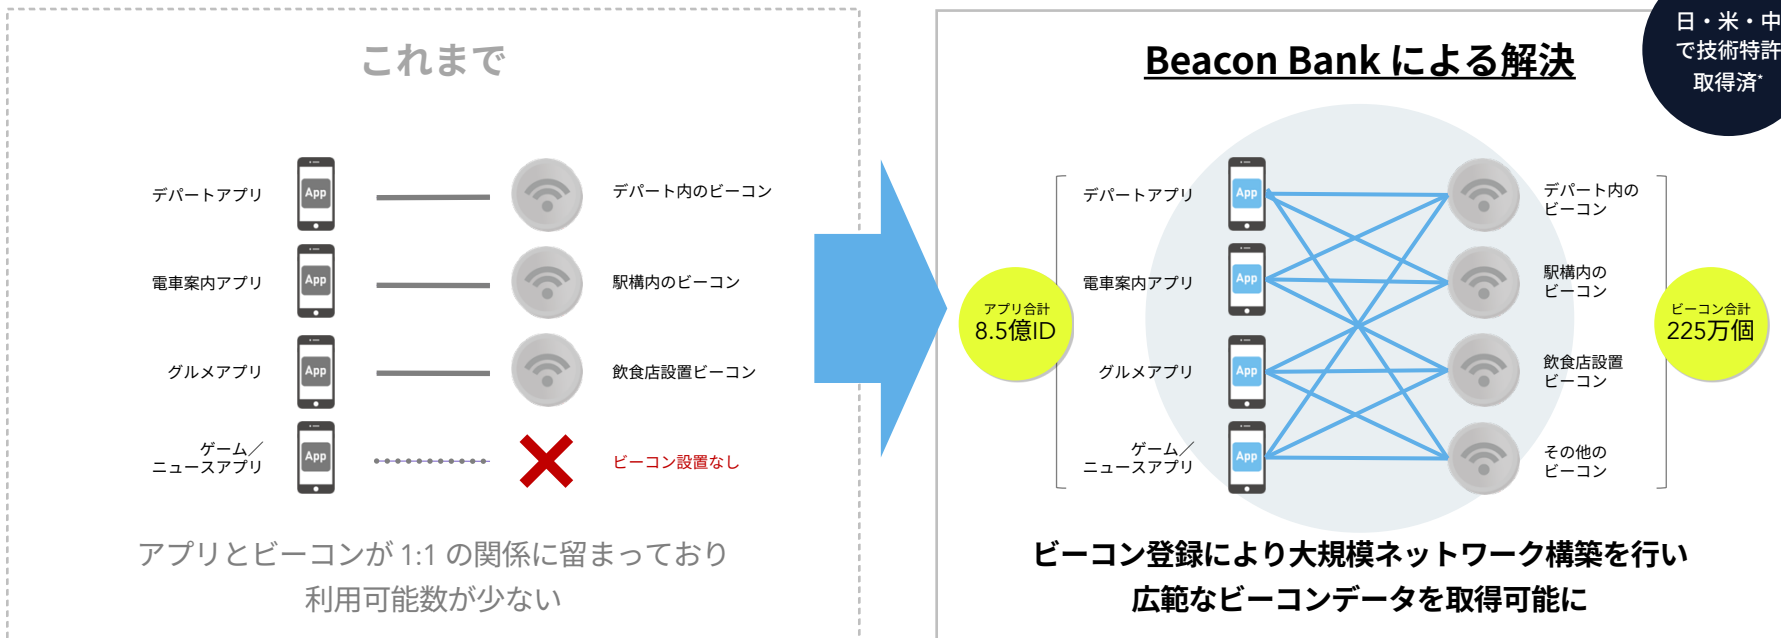 これまで
デパートアプリ
App
デパート内のビーコン
電車案内アプリ
App
駅構内のビーコン
グルメアプリ
App
飲食店設置ビーコン
ゲーム／
ニュースアプリ
App
ビーコン設置なし
アプリとビーコンが 1:1 の関係に留まっており
利用可能数が少ない
Beacon Bank による解決
日・米・中
で技術特許
取得済*
アプリ合計
8.5億ID
デパートアプリ
App
デパート内の
ビーコン
電車案内アプリ
App
駅構内の
ビーコン
グルメアプリ
App
飲食店設置
ビーコン
ゲーム／
ニュースアプリ
App
その他の
ビーコン
ビーコン合計
225万個
ビーコン登録により大規模ネットワーク構築を行い
広範なビーコンデータを取得可能に